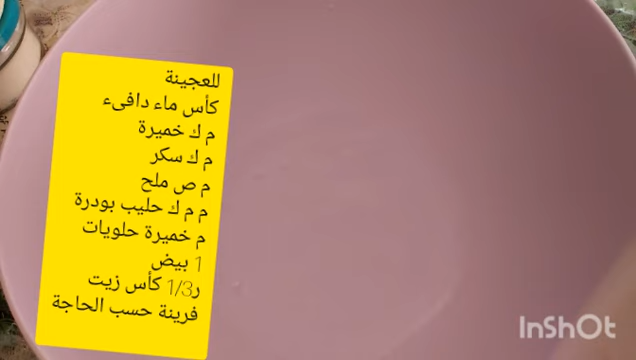 للعجينة
كأس ماء دافىء
م ك خميرة
م ك سكر
م ص ملح
م م ك حليب بودرة
م خميرة حلويات
1 بيض
ر1/3 كأس زيت
فرينة حسب الحاجة
InShOt